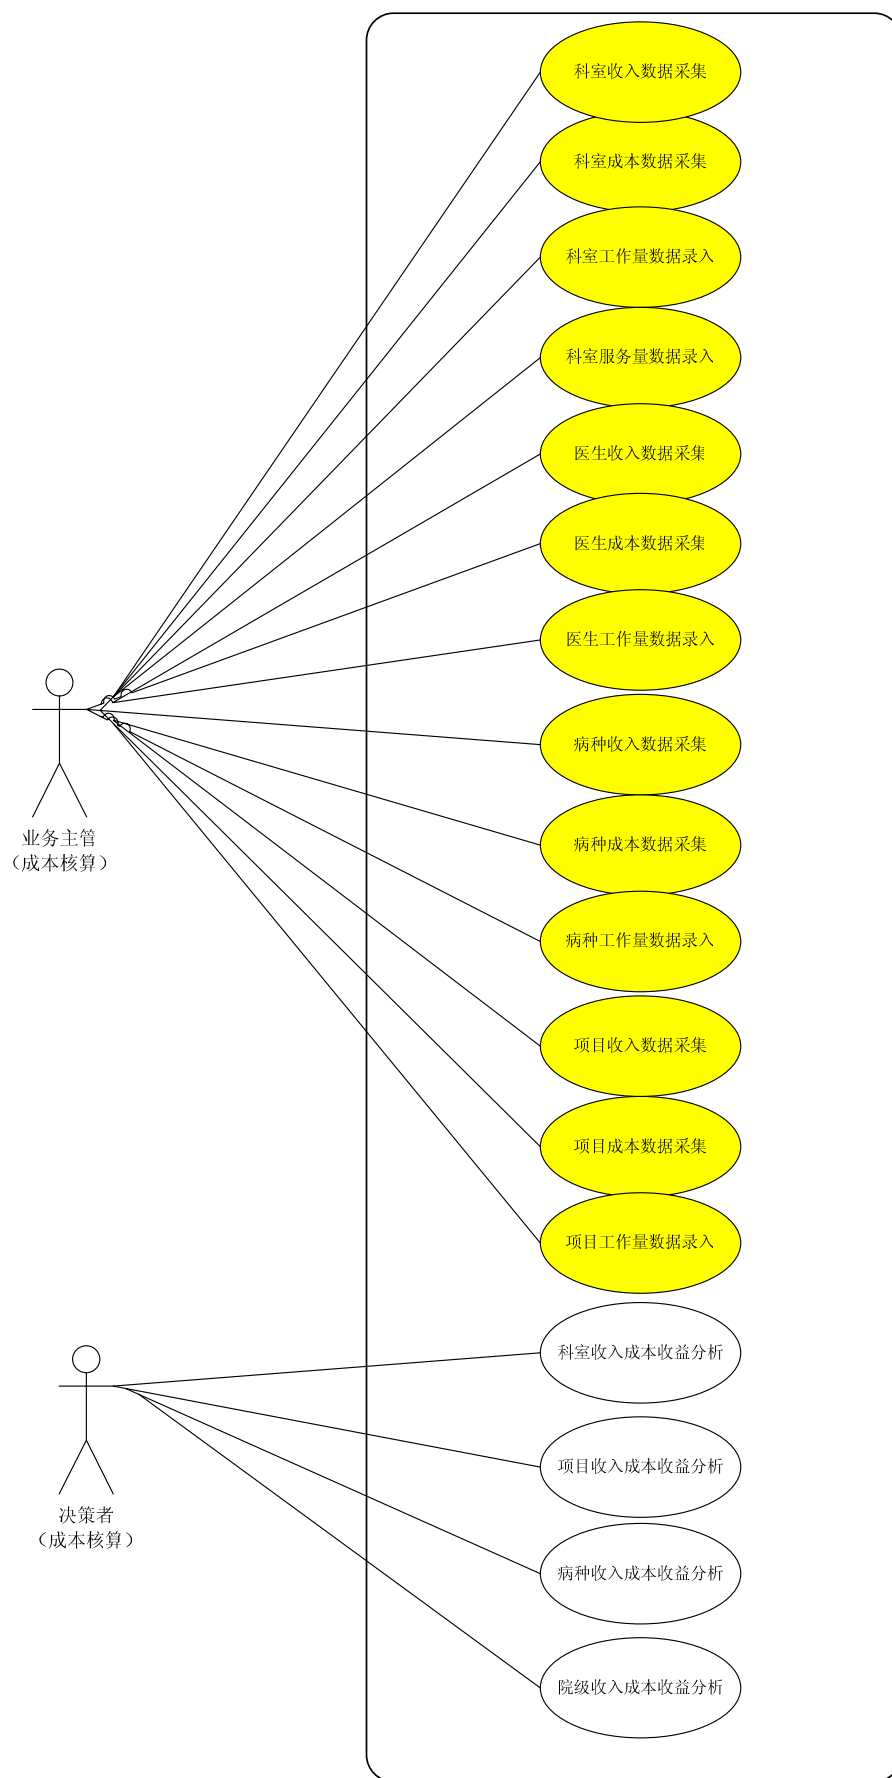 科室收入数据采集
科室成本数据采集
科室工作量数据录入
科室服务量数据录入
医生收入数据采集
医生成本数据采集
医生工作量数据录入
病种收入数据采集
业务主管
（成本核算）
病种成本数据采集
病种工作量数据录入
项目收入数据采集
项目成本数据采集
项目工作量数据录入
科室收入成本收益分析
项目收入成本收益分析
决策者
（成本核算）
病种收入成本收益分析
院级收入成本收益分析